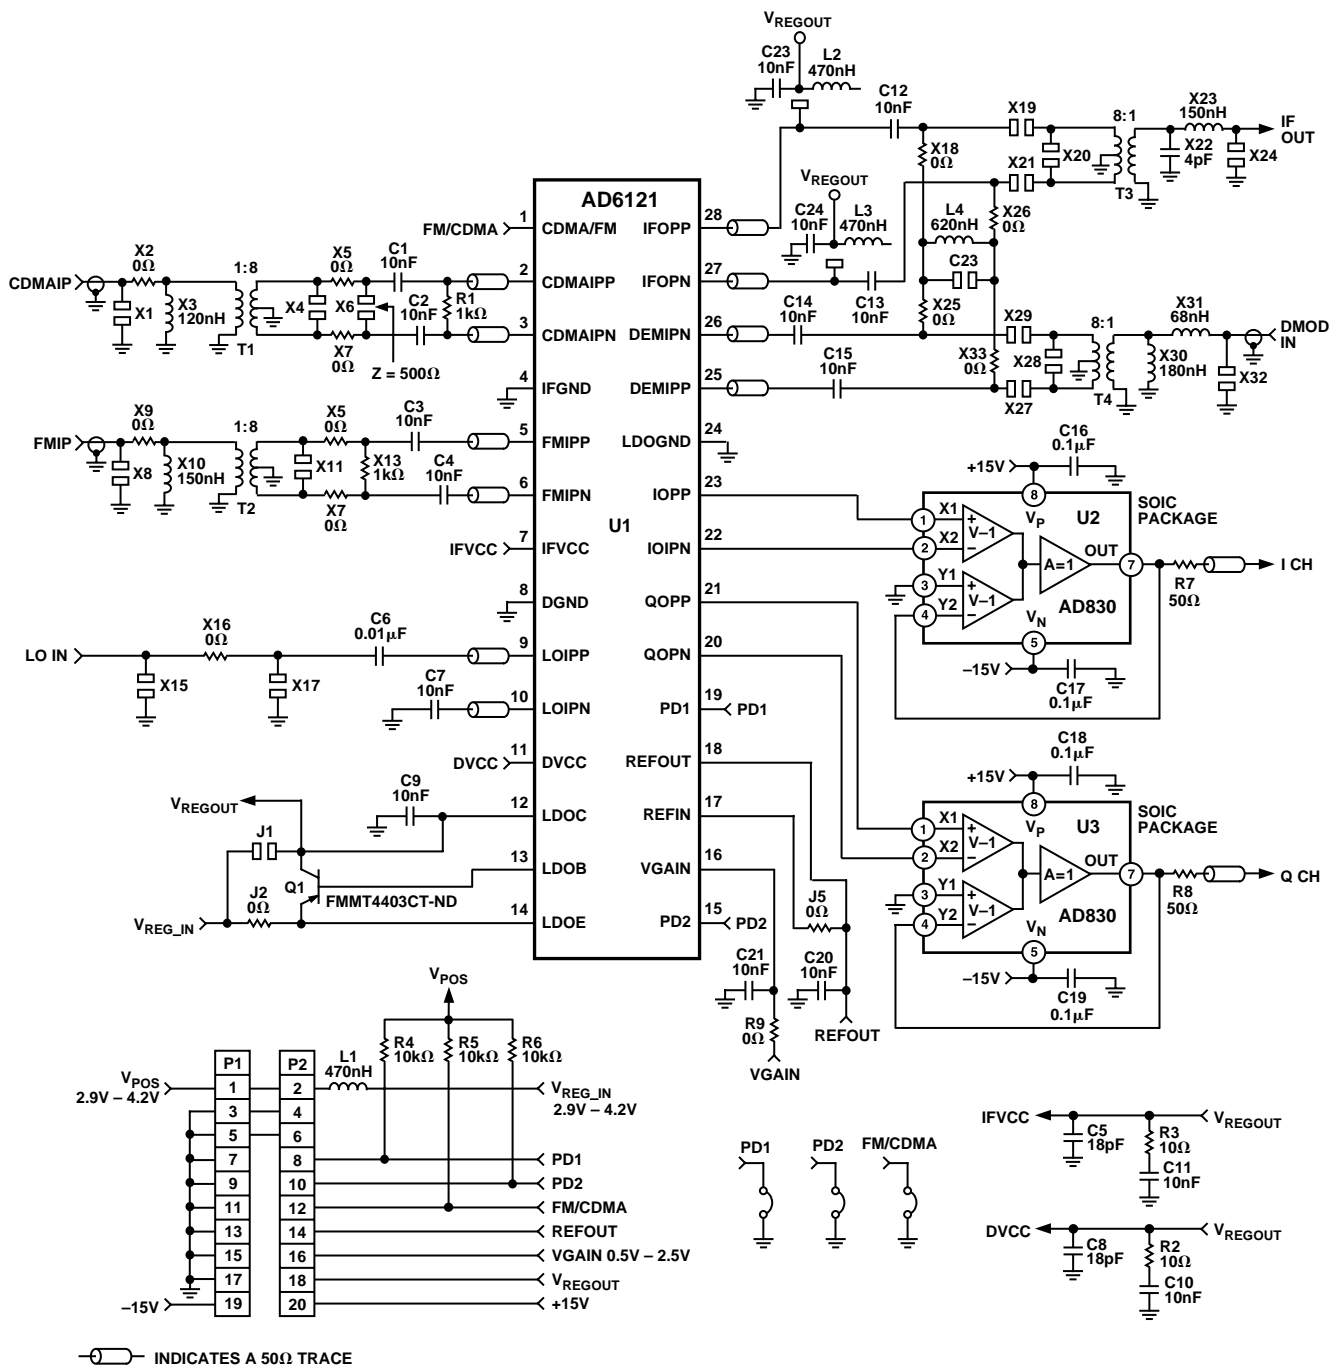 VREGOUT
C23
10nF
L2
470nH
C12
10nF
X19
8:1
X23
150nH
IF
OUT
X18
0Ω
X20
X22
4pF
X24
X21
T3
AD6121
VREGOUT
FM/CDMA
1
CDMA/FM
IFOPP
28
C24
10nF
L3
470nH
L4
620nH
X26
0Ω
CDMAIP
X2
0Ω
1:8
X5
0Ω
C1
10nF
2
CDMAIPP
IFOPN
27
C23
X1
X3
120nH
X4
X6
C2
10nF
R1
1kΩ
C14
10nF
C13
10nF
X25
0Ω
X29
8:1
X31
68nH
DMOD
IN
T1
X7
0Ω
3
CDMAIPN
DEMIPN
26
Z = 500Ω
C15
10nF
X33
0Ω
X28
X30
180nH
X32
4
IFGND
DEMIPP
25
X27
T4
FMIP
X9
0Ω
1:8
X5
0Ω
C3
10nF
5
FMIPP
LDOGND
24
C16
0.1µF
+15V
X8
X10
150nH
X11
X13
1kΩ
C4
10nF
T2
X7
0Ω
6
FMIPN
IOPP
23
8
VP
U2
SOIC
PACKAGE
U1
1
X1
+
V–1
–
IFVCC
7
IFVCC
IOIPN
22
2
X2
A=1
OUT
7
R7
50Ω
I CH
3
Y1
+
V–1
–
8
DGND
QOPP
21
4
Y2
AD830
VN
5
LO IN
X16
0Ω
C6
0.01µF
9
LOIPP
QOPN
20
–15V
C17
0.1µF
X15
X17
C7
10nF
10
LOIPN
PD1
19
PD1
DVCC
11
DVCC
REFOUT
18
C18
0.1µF
+15V
VREGOUT
C9
10nF
12
LDOC
REFIN
17
8
VP
U3
SOIC
PACKAGE
J1
1
X1
+
V–1
–
2
X2
A=1
OUT
7
R8
50Ω
Q CH
Q1
13
LDOB
VGAIN
16
3
Y1
+
V–1
–
FMMT4403CT-ND
J2
0Ω
J5
0Ω
4
Y2
AD830
VREG_IN
14
LDOE
PD2
15
PD2
VN
5
–15V
C19
0.1µF
C21
10nF
C20
10nF
R9
0Ω
REFOUT
VGAIN
VPOS
R4
10kΩ
R5
10kΩ
R6
10kΩ
P1
P2
L1
470nH
VPOS
2.9V – 4.2V
1
2
VREG_IN
2.9V – 4.2V
3
4
5
6
7
8
PD1
9
10
PD2
11
12
FM/CDMA
13
14
REFOUT
15
16
VGAIN 0.5V – 2.5V
17
18
VREGOUT
–15V
19
20
+15V
PD1
PD2
FM/CDMA
IFVCC
VREGOUT
C5
18pF
R3
10Ω
C11
10nF
DVCC
VREGOUT
C8
18pF
R2
10Ω
C10
10nF
INDICATES A 50Ω TRACE